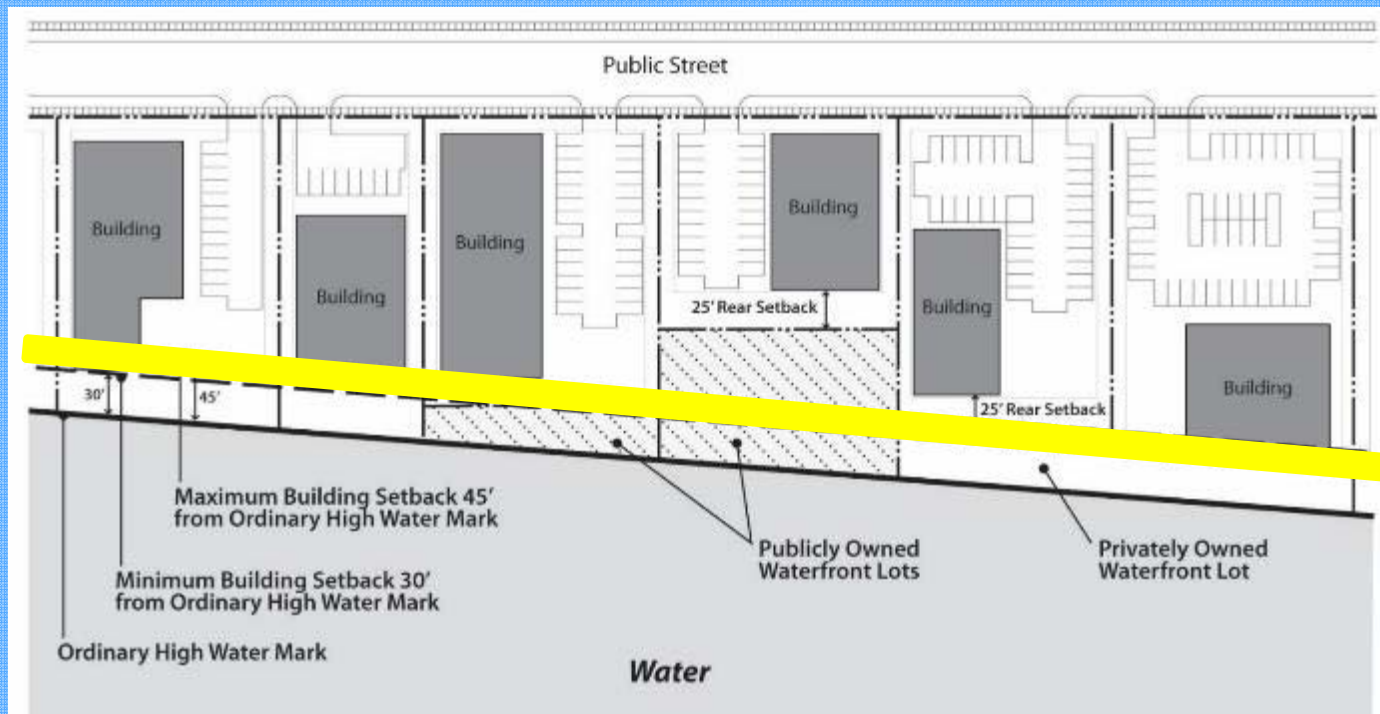 Public Street
Building
Building
Building
Building
Building
Building
25' Rear Setback
25' Rear Setback
30'
45'
Maximum Building Setback 45'
from Ordinary High Water Mark
Minimum Building Setback 30'
from Ordinary High Water Mark
Ordinary High Water Mark
Publicly Owned
Waterfront Lots
Privately Owned
Waterfront Lot
Water